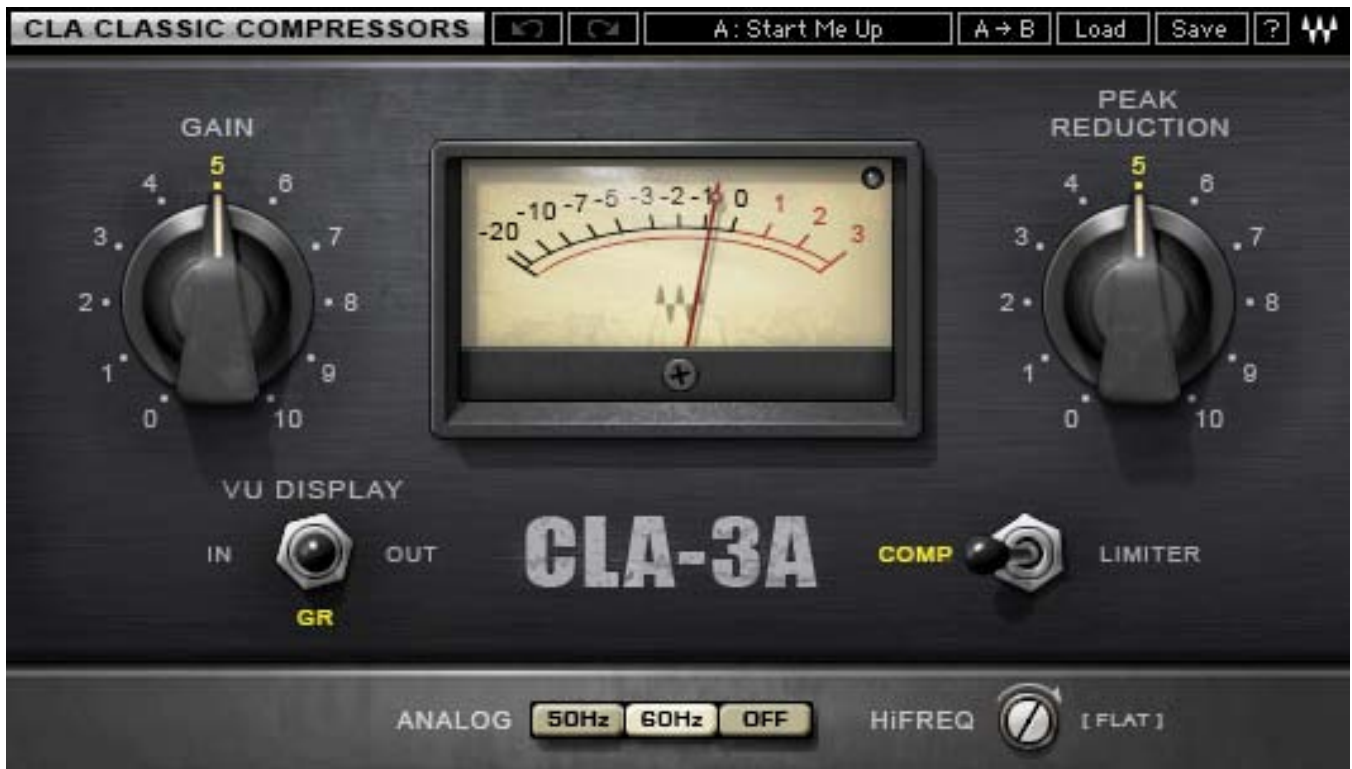 CLA CLASSIC COMPRESSORS A: Start Me Up A→B Load Save ?
GAIN
0 1 2 3 4 5 6 7 8 9 10
-20 -10 -7 -5 -3 -2 -1 0 1 2 3
PEAK
REDUCTION
0 1 2 3 4 5 6 7 8 9 10
VU DISPLAY
IN OUT
GR
CLA-3A
COMP LIMITER
ANALOG 50Hz 60Hz OFF HiFREQ [ FLAT ]